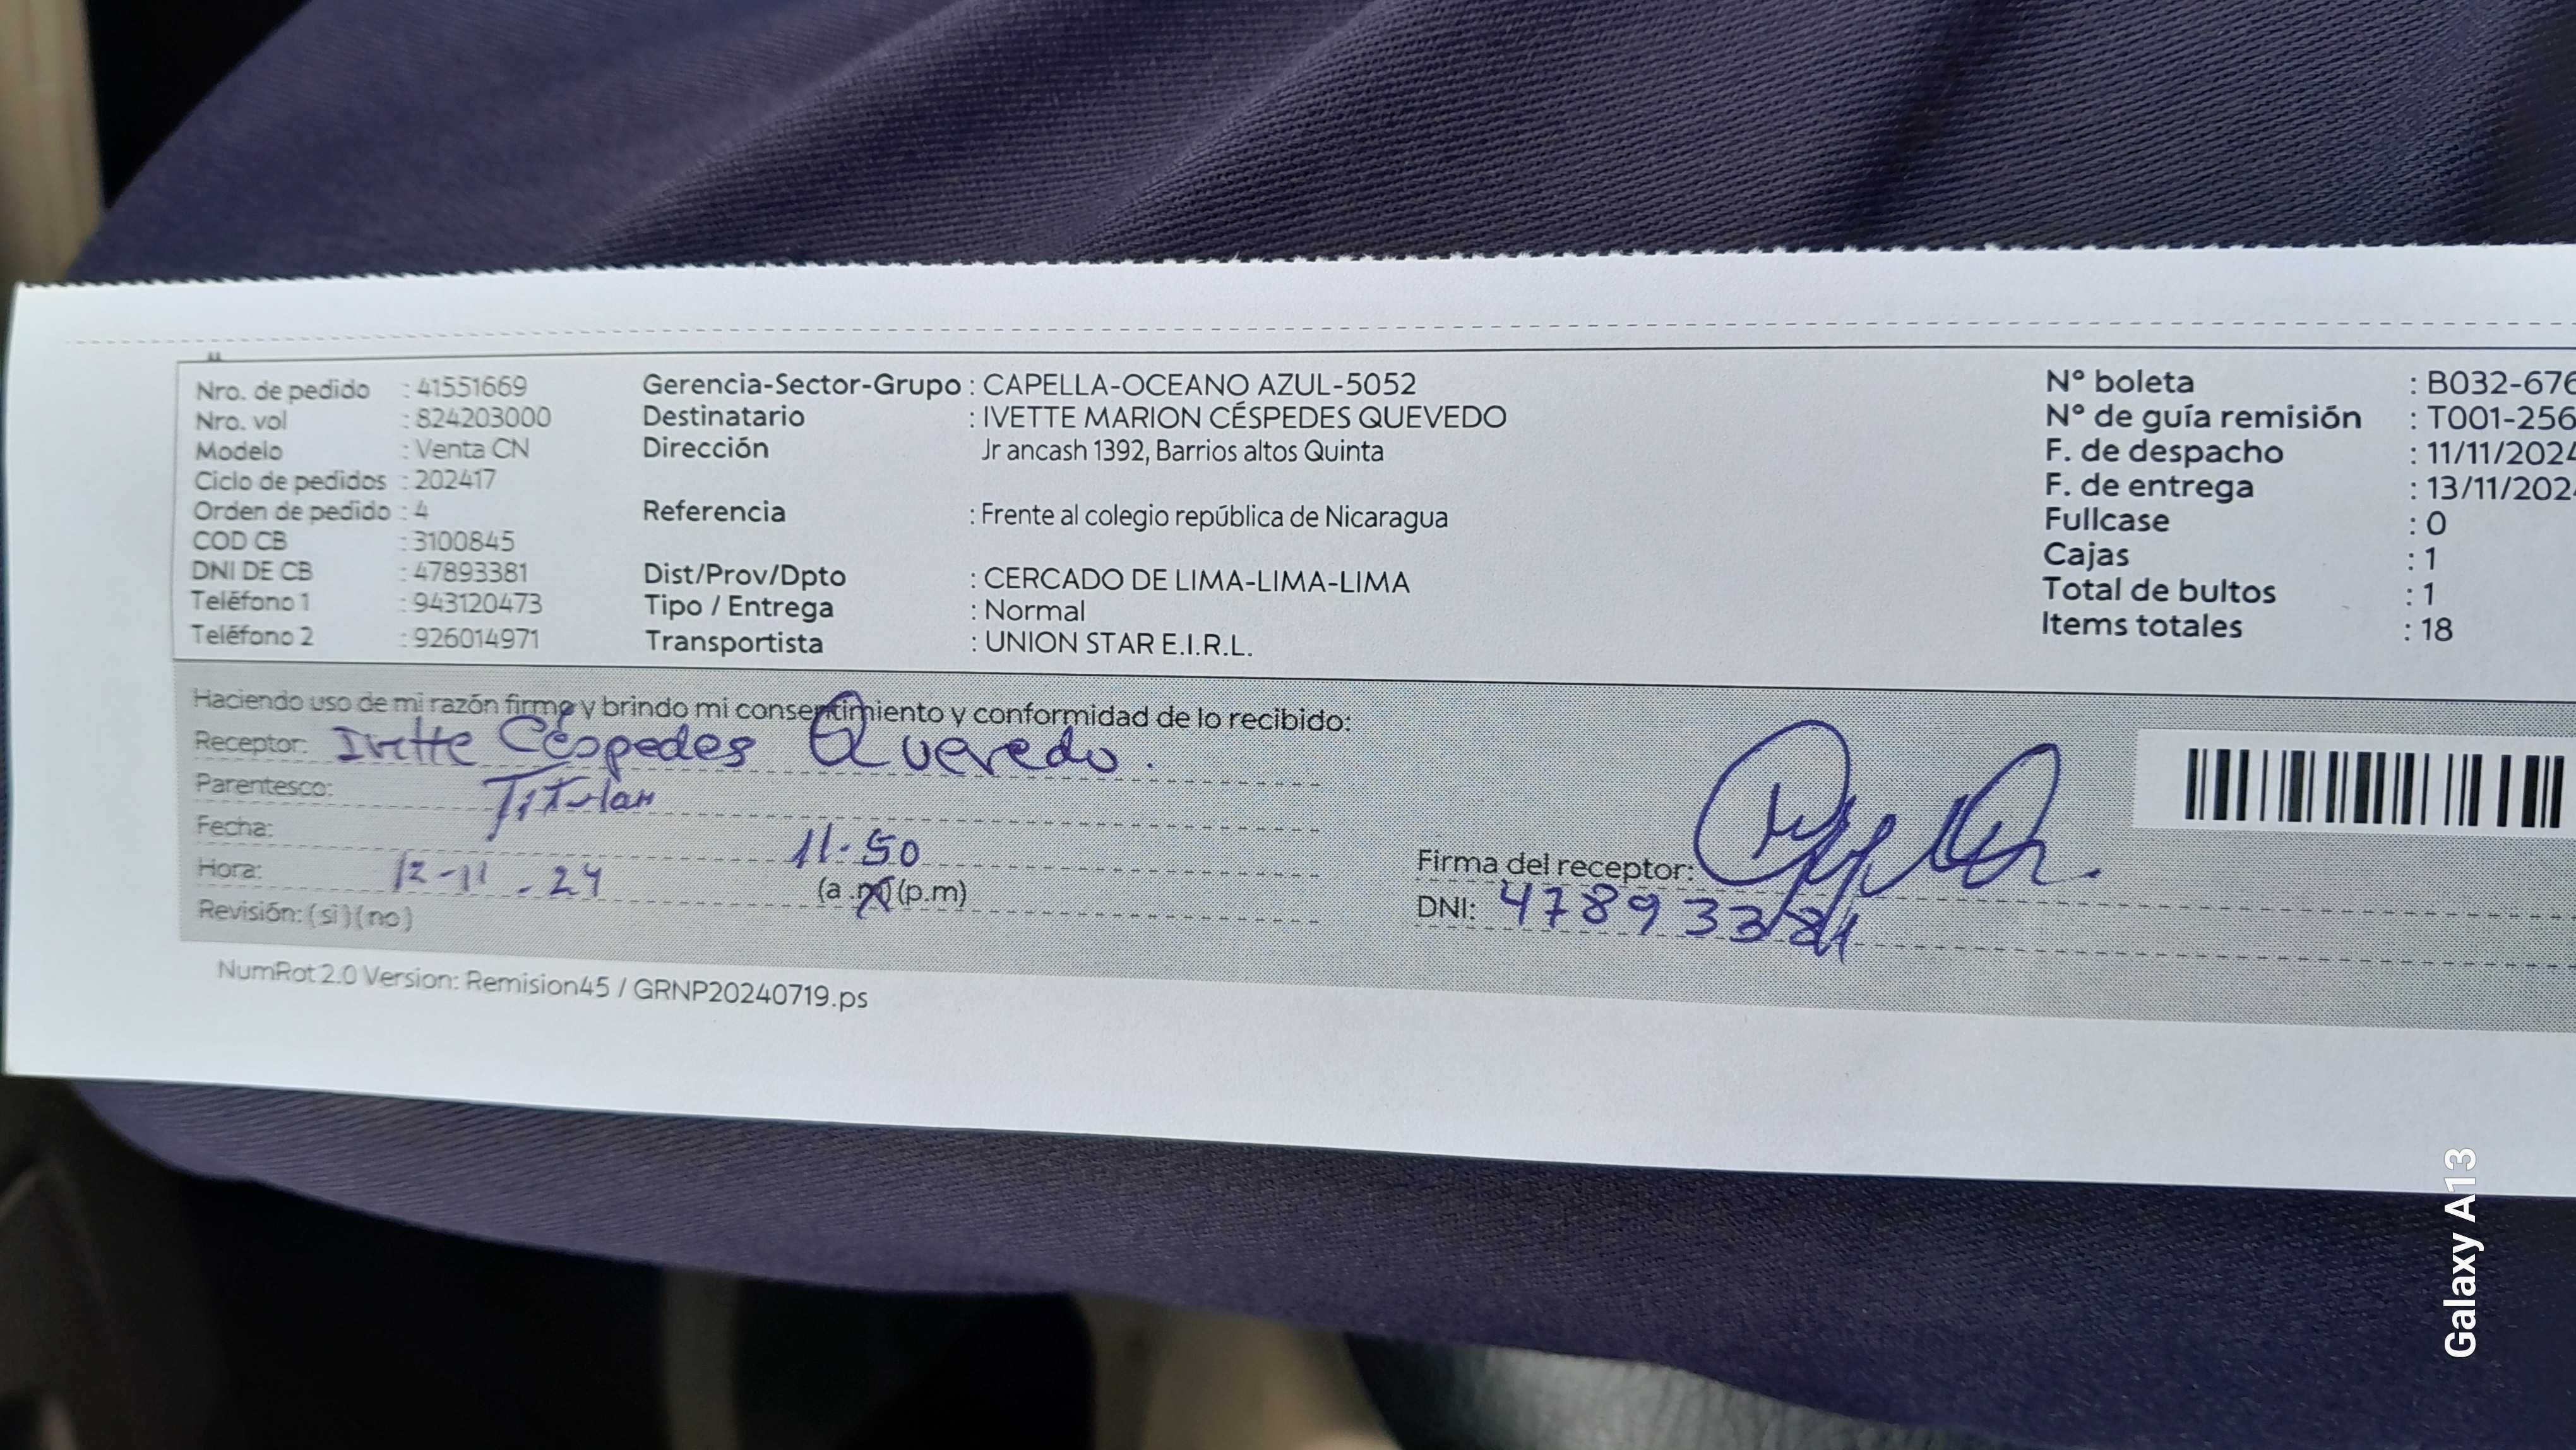 Nro. de pedido : 41551669
Nro. vol : 824203000
Modelo : Venta CN
Ciclo de pedidos : 202417
Orden de pedido : 4
COD CB : 3100845
DNI DE CB : 47893381
Teléfono 1 : 943120473
Teléfono 2 : 926014971
Gerencia-Sector-Grupo : CAPELLA-OCEANO AZUL-5052
Destinatario : IVETTE MARION CÉSPEDES QUEVEDO
Dirección Jr ancash 1392, Barrios altos Quinta
Referencia : Frente al colegio república de Nicaragua
Dist/Prov/Dpto : CERCADO DE LIMA-LIMA-LIMA
Tipo / Entrega : Normal
Transportista : UNION STAR E.I.R.L.
N° boleta : B032-676
N° de guía remisión : T001-256
F. de despacho : 11/11/2024
F. de entrega : 13/11/202
Fullcase : 0
Cajas : 1
Total de bultos : 1
Items totales : 18
Haciendo uso de mi razón firmo y brindo mi consentimiento y conformidad de lo recibido:
Receptor: Ivette Céspedes Quevedo.
Parentesco: Titular
Fecha: 11.50
Hora: 12-11-24 (a.m) (p.m)
Revisión: (si) (no)
Firma del receptor:
DNI: 47893381
NumRot 2.0 Version: Remision45 / GRNP20240719.ps
Galaxy A13